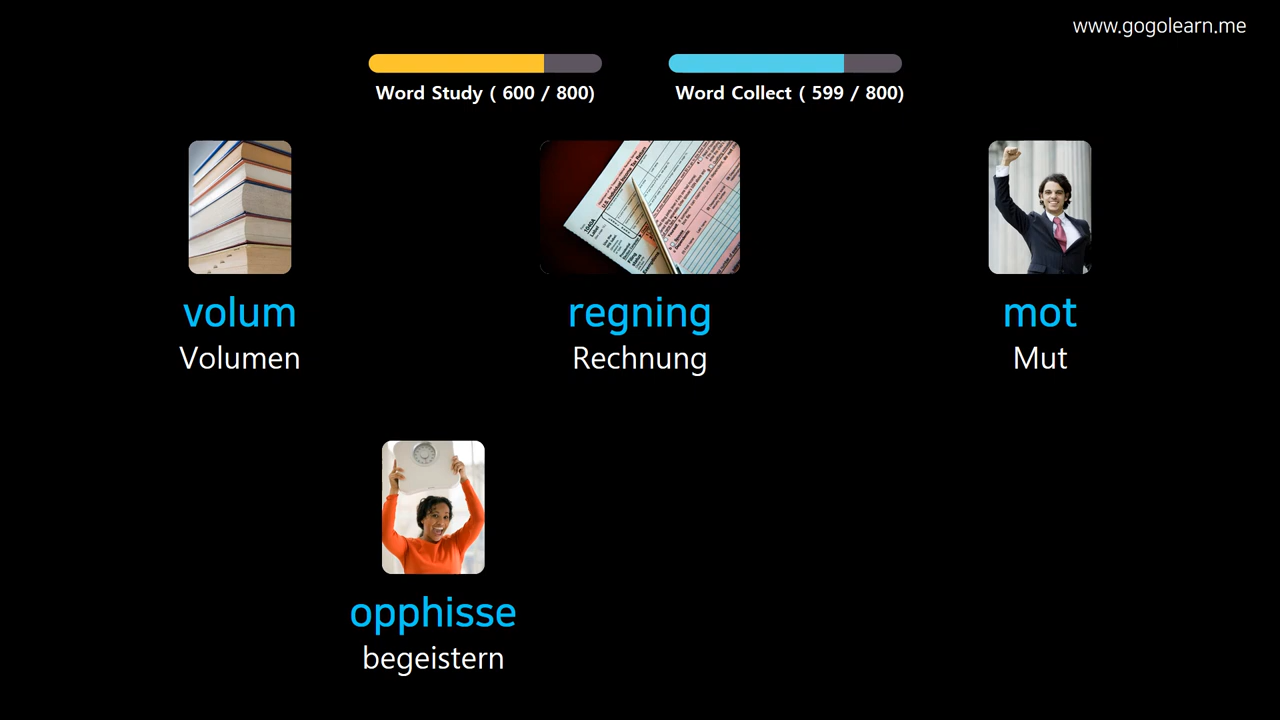 www.gogolearn.me
Word Study ( 600 / 800)
Word Collect ( 599 / 800)
volum
Volumen
regning
Rechnung
mot
Mut
opphisse
begeistern